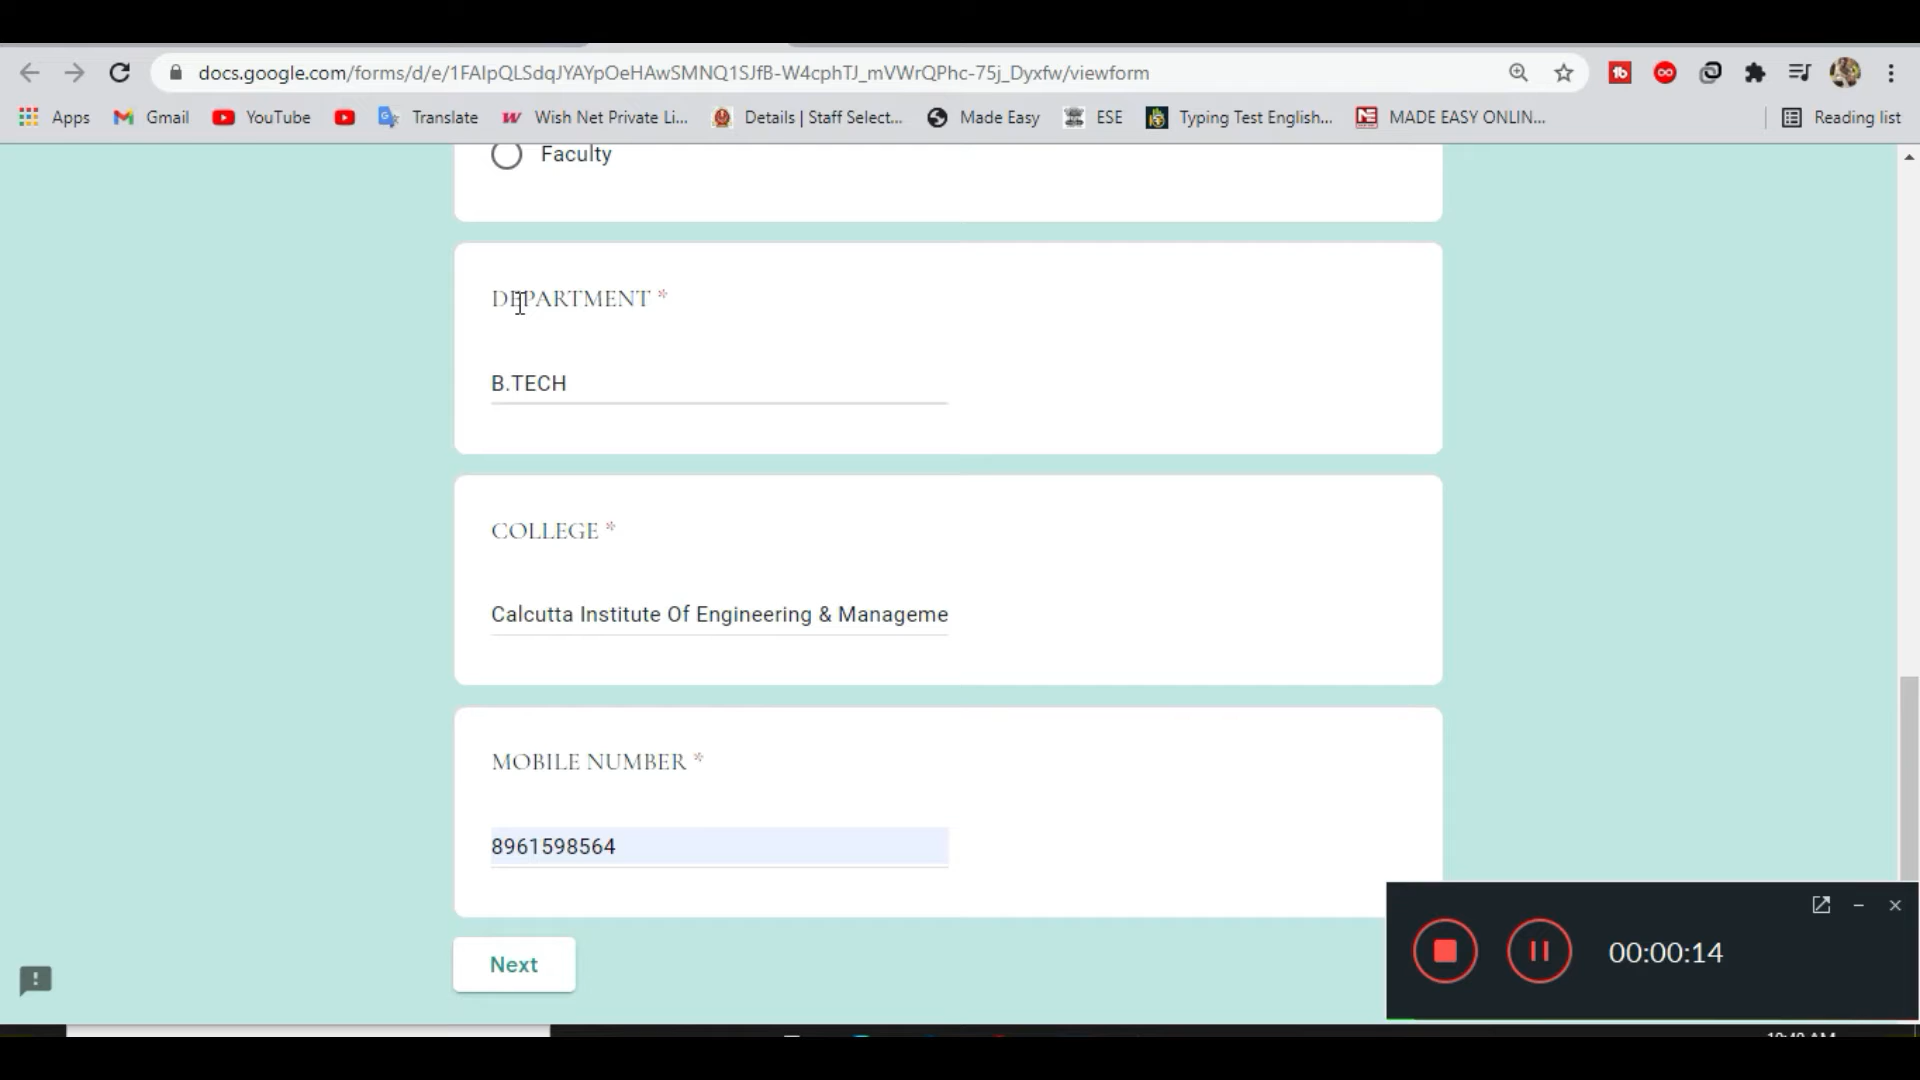 docs.google.com/forms/d/e/1FAIpQLSdqJYAYpOeHAwSMNQ1SJfB-W4cphTJ_mVWrQPhc-75j_Dyxfw/viewform
Apps Gmail YouTube Translate Wish Net Private Li... Details | Staff Select... Made Easy ESE Typing Test English... MADE EASY ONLIN... Reading list
Faculty
DEPARTMENT *
B.TECH
COLLEGE *
Calcutta Institute Of Engineering & Manageme
MOBILE NUMBER *
8961598564
Next
00:00:14